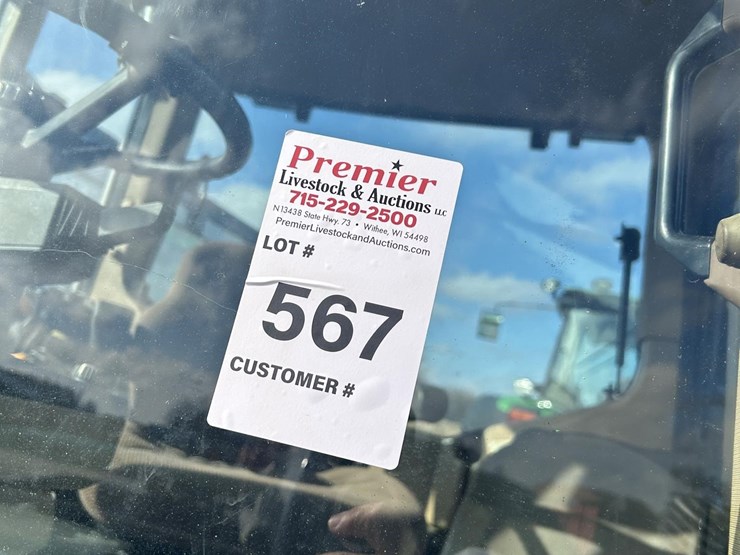 Premier
Livestock & Auctions LLC
715-229-2500
N13438 State Hwy. 73 • Withee, WI 54498
PremierLivestockandAuctions.com
LOT #
567
CUSTOMER #